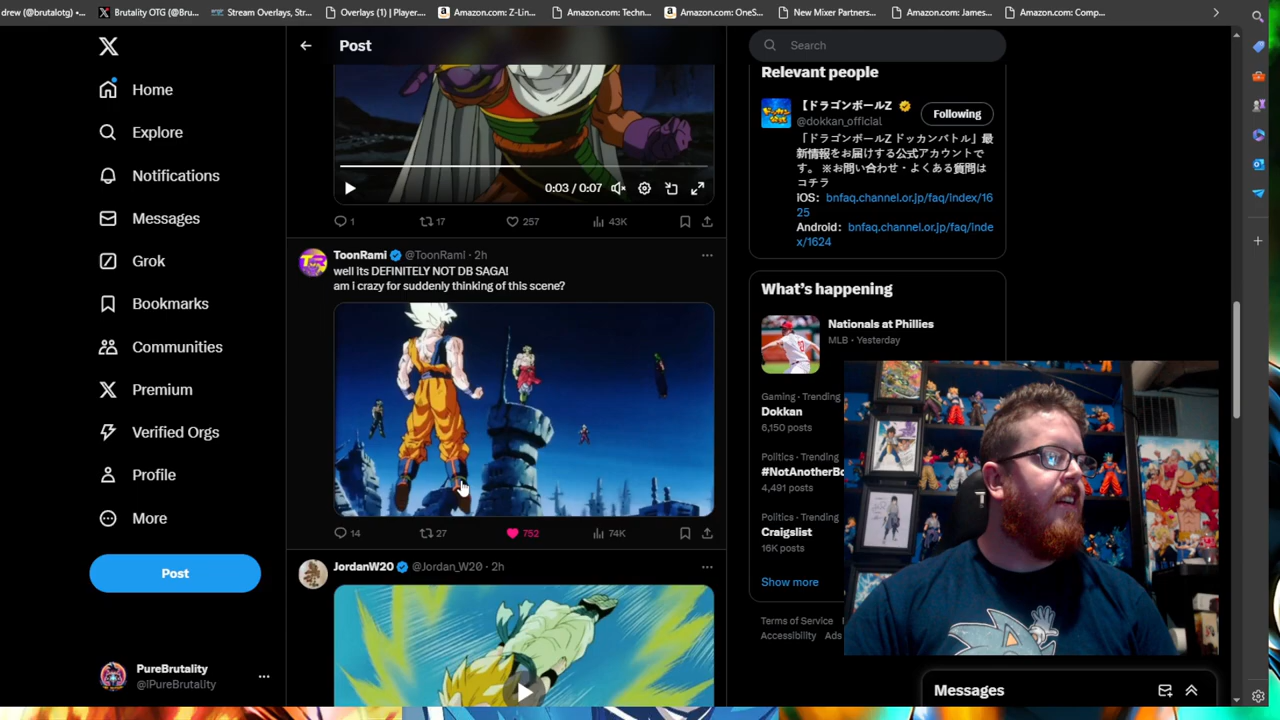 drew (@brutalotg) •...
Brutality OTG (@Bru...
Stream Overlays, Str...
Overlays (1) | Player....
Amazon.com: Z-Lin...
Amazon.com: Techn...
Amazon.com: OneS...
New Mixer Partners...
Amazon.com: James...
Amazon.com: Comp...
Home
Explore
Notifications
Messages
Grok
Bookmarks
Communities
Premium
Verified Orgs
Profile
More
Post
PureBrutality
@IPureBrutality
Post
0:03 / 0:07
1
17
257
43K
ToonRami @ToonRami · 2h
well its DEFINITELY NOT DB SAGA!
am i crazy for suddenly thinking of this scene?
14
27
752
74K
JordanW20 @Jordan_W20 · 2h
Search
Relevant people
【ドラゴンボールZ
@dokkan_official
Following
「ドラゴンボールZ ドッカンバトル」最
新情報をお届けする公式アカウントで
す。 ※お問い合わせ・よくある質問は
コチラ
iOS： bnfaq.channel.or.jp/faq/index/16
25
Android： bnfaq.channel.or.jp/faq/inde
x/1624
What's happening
Nationals at Phillies
MLB · Yesterday
Gaming · Trending
Dokkan
6,150 posts
Politics · Trending
#NotAnotherBo
4,491 posts
Politics · Trending
Craigslist
16K posts
Show more
Terms of Service
Accessibility Ads
Messages